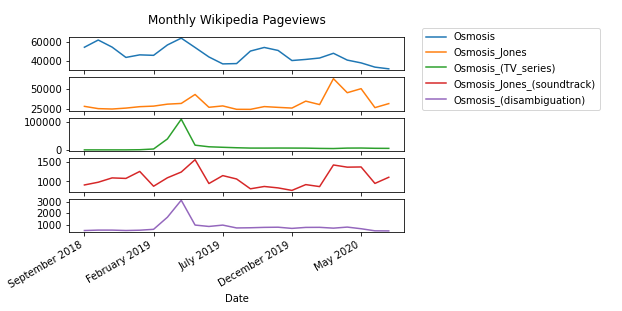 Monthly Wikipedia Pageviews
60000
40000
50000
25000
100000
0
1500
1000
3000
2000
1000
September 2018
February 2019
July 2019
December 2019
May 2020
Date
Osmosis
Osmosis_Jones
Osmosis_(TV_series)
Osmosis_Jones_(soundtrack)
Osmosis_(disambiguation)